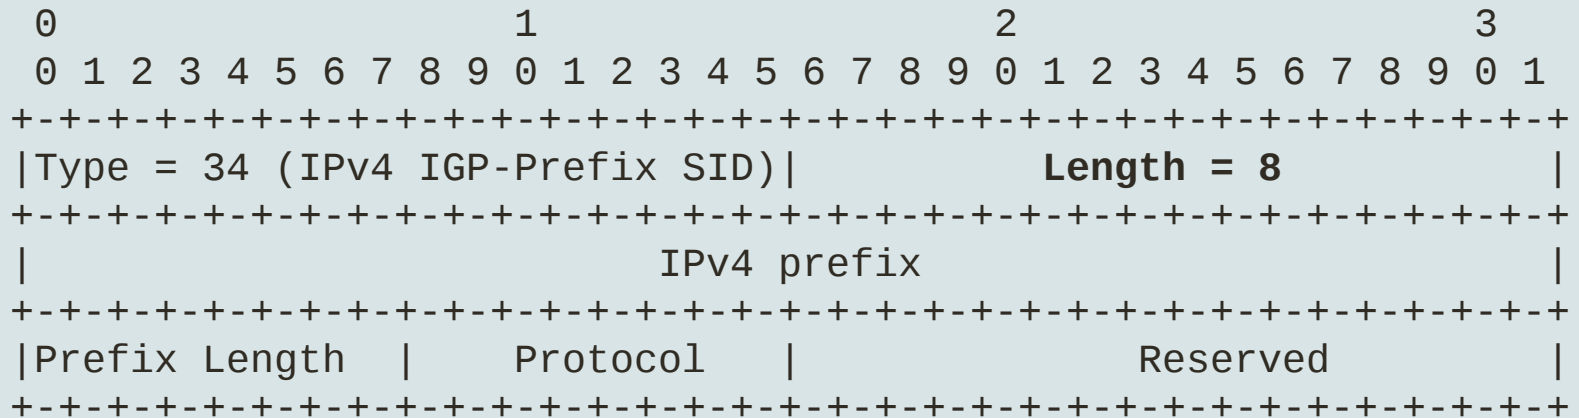 0                   1                   2                   3
 0 1 2 3 4 5 6 7 8 9 0 1 2 3 4 5 6 7 8 9 0 1 2 3 4 5 6 7 8 9 0 1
+-+-+-+-+-+-+-+-+-+-+-+-+-+-+-+-+-+-+-+-+-+-+-+-+-+-+-+-+-+-+-+-+
|Type = 34 (IPv4 IGP-Prefix SID)|          Length = 8           |
+-+-+-+-+-+-+-+-+-+-+-+-+-+-+-+-+-+-+-+-+-+-+-+-+-+-+-+-+-+-+-+-+
|                          IPv4 prefix                          |
+-+-+-+-+-+-+-+-+-+-+-+-+-+-+-+-+-+-+-+-+-+-+-+-+-+-+-+-+-+-+-+-+
|Prefix Length  |    Protocol   |              Reserved         |
+-+-+-+-+-+-+-+-+-+-+-+-+-+-+-+-+-+-+-+-+-+-+-+-+-+-+-+-+-+-+-+-+